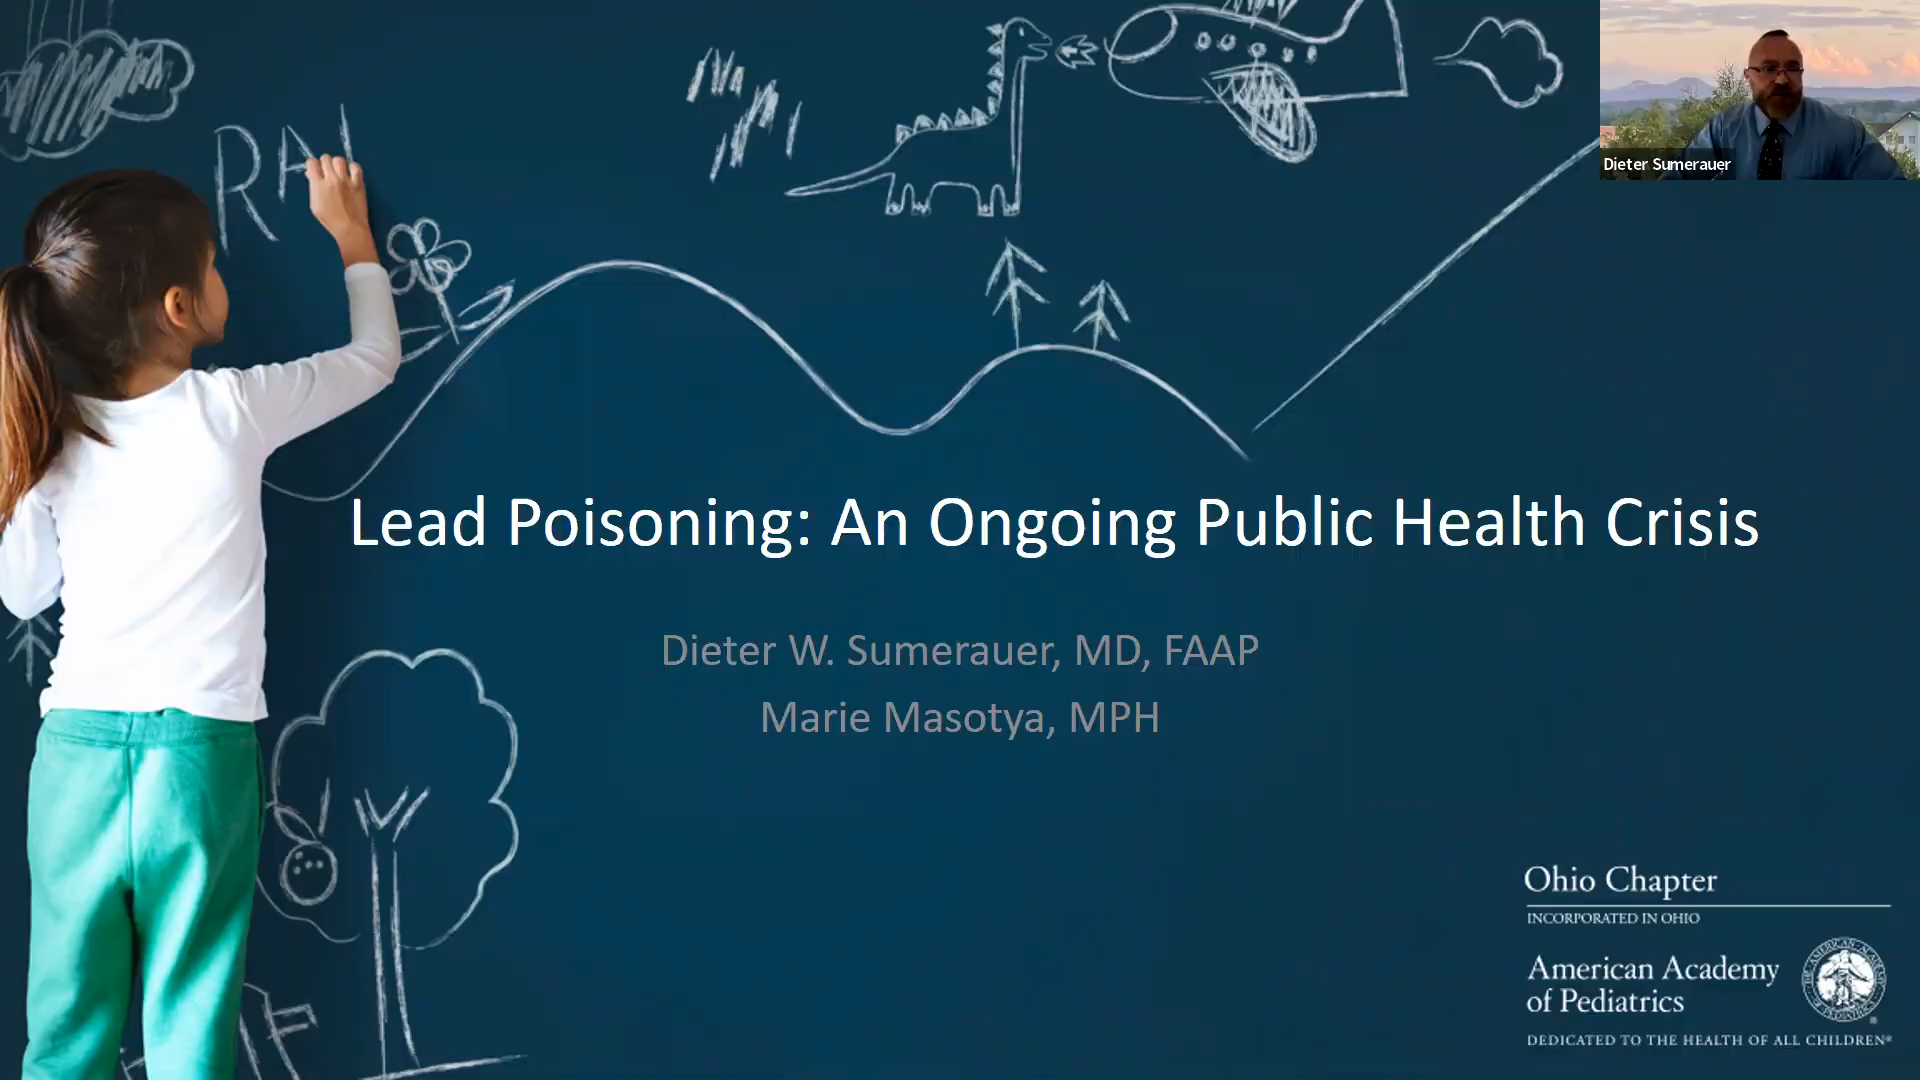 RAI
Dieter Sumerauer
Lead Poisoning: An Ongoing Public Health Crisis
Dieter W. Sumerauer, MD, FAAP
Marie Masotya, MPH
Ohio Chapter
INCORPORATED IN OHIO
American Academy
of Pediatrics
DEDICATED TO THE HEALTH OF ALL CHILDREN®